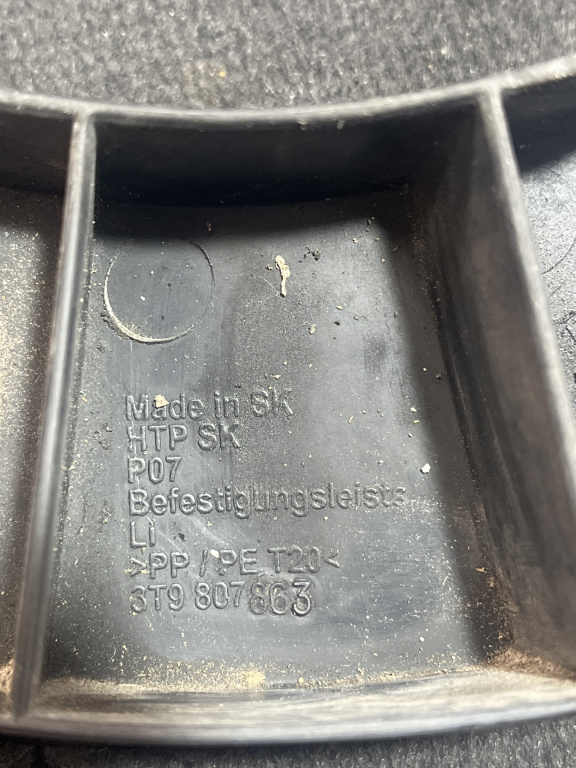 Made in SK
HTP SK
P07
Befestigungsleiste
Li
>PP / PE T20<
3T9 807863